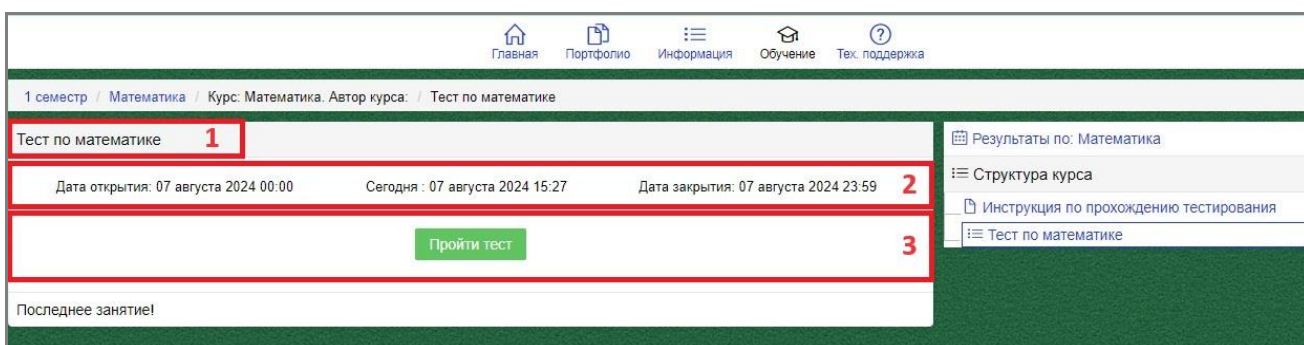 Главная Портфолио Информация Обучение Тех. поддержка
1 семестр / Математика / Курс: Математика. Автор курса: / Тест по математике
Тест по математике 1
Дата открытия: 07 августа 2024 00:00 Сегодня : 07 августа 2024 15:27 Дата закрытия: 07 августа 2024 23:59 2
Пройти тест 3
Последнее занятие!
Результаты по: Математика
Структура курса
Инструкция по прохождению тестирования
Тест по математике